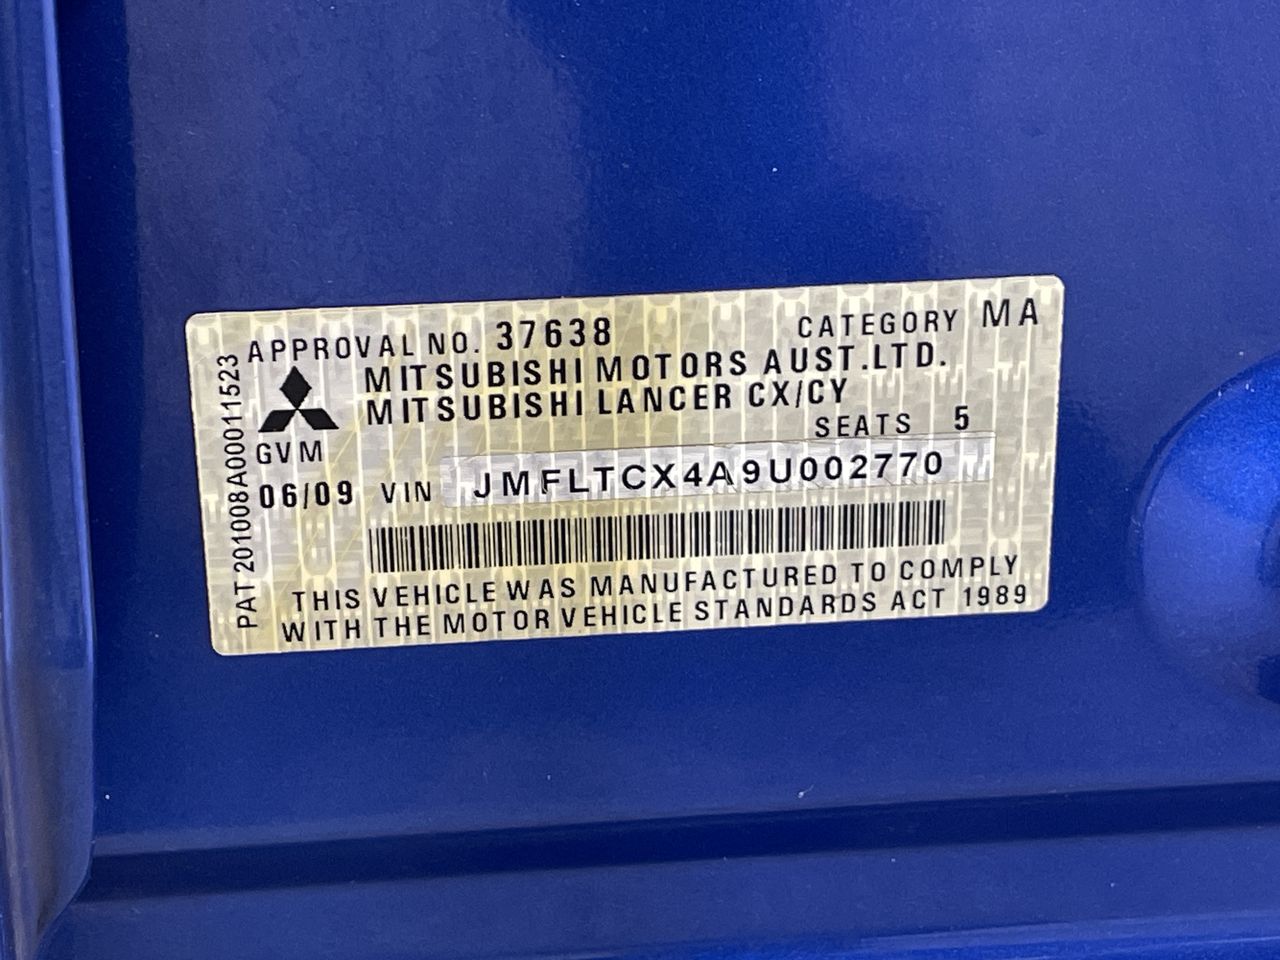 APPROVAL NO. 37638 CATEGORY MA
MITSUBISHI MOTORS AUST.LTD.
MITSUBISHI LANCER CX/CY
SEATS 5
GVM
06/09 VIN JMFLTCX4A9U002770
THIS VEHICLE WAS MANUFACTURED TO COMPLY
WITH THE MOTOR VEHICLE STANDARDS ACT 1989
PAT 201008A00011523